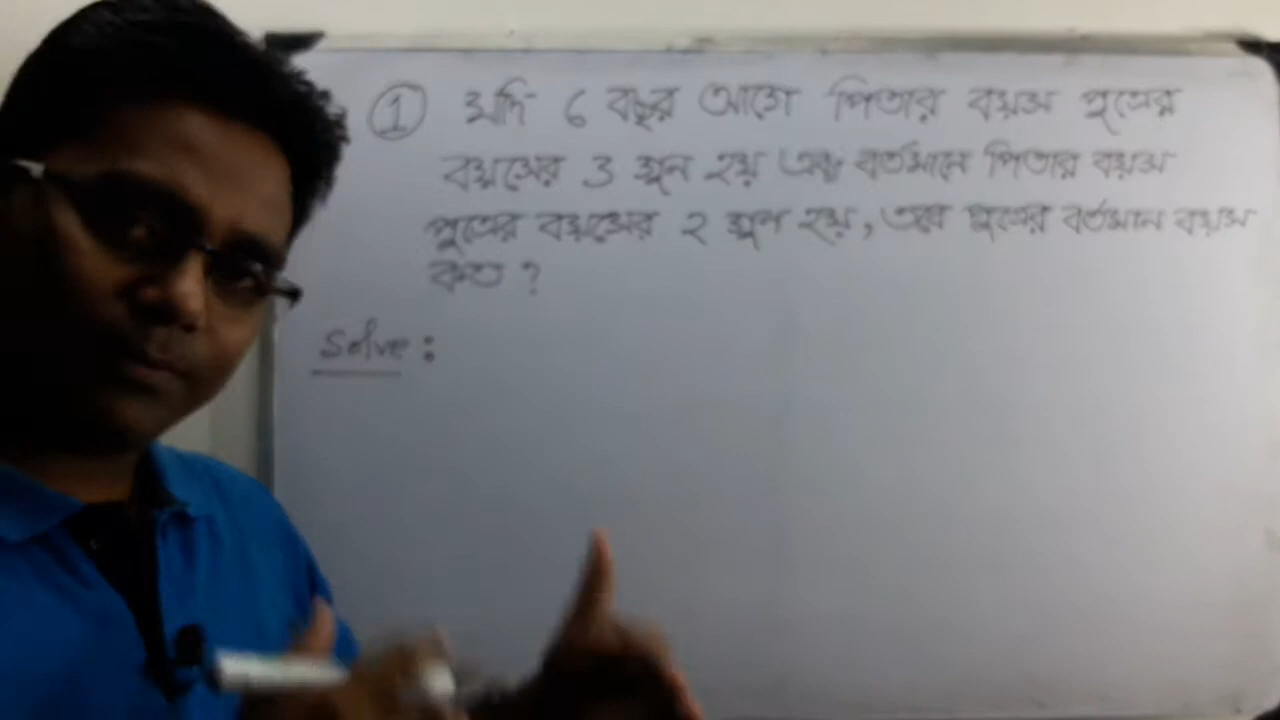 ① যদি ৬ বছর আগে পিতার বয়স পুত্রের
বয়সের 3 গুন হয় এবং বর্তমানে পিতার বয়স
পুত্রের বয়সের ২ গুণ হয়, তবে পুত্রের বর্তমান বয়স
কত ?
Solve :